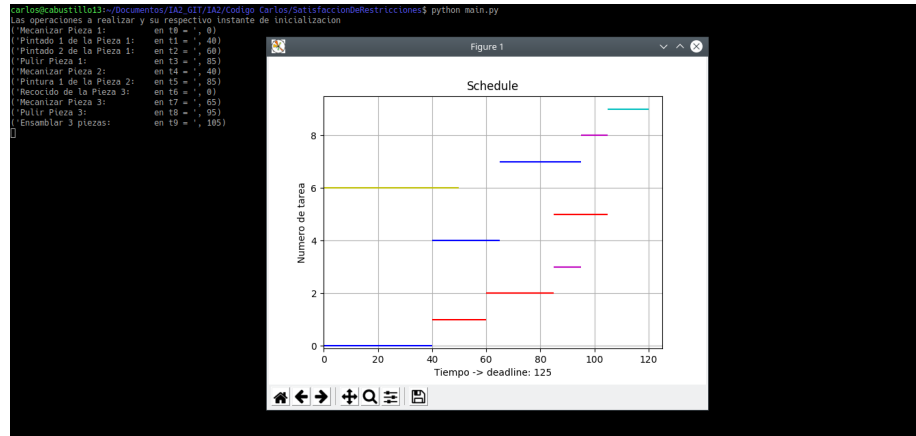 carlos@cabustillo13:~/Documentos/IA2_GIT/IA2/Codigo Carlos/SatisfaccionDeRestricciones$ python main.py
Las operaciones a realizar y su respectivo instante de inicializacion
('Mecanizar Pieza 1:          en t0 = ', 0)
('Pintado 1 de la Pieza 1:    en t1 = ', 40)
('Pintado 2 de la Pieza 1:    en t2 = ', 60)
('Pulir Pieza 1:              en t3 = ', 85)
('Mecanizar Pieza 2:          en t4 = ', 40)
('Pintura 1 de la Pieza 2:    en t5 = ', 85)
('Recocido de la Pieza 3:     en t6 = ', 0)
('Mecanizar Pieza 3:          en t7 = ', 65)
('Pulir Pieza 3:              en t8 = ', 95)
('Ensamblar 3 piezas:         en t9 = ', 105)
Figure 1
Schedule
Numero de tarea
8
6
4
2
0
0 20 40 60 80 100 120
Tiempo -> deadline: 125